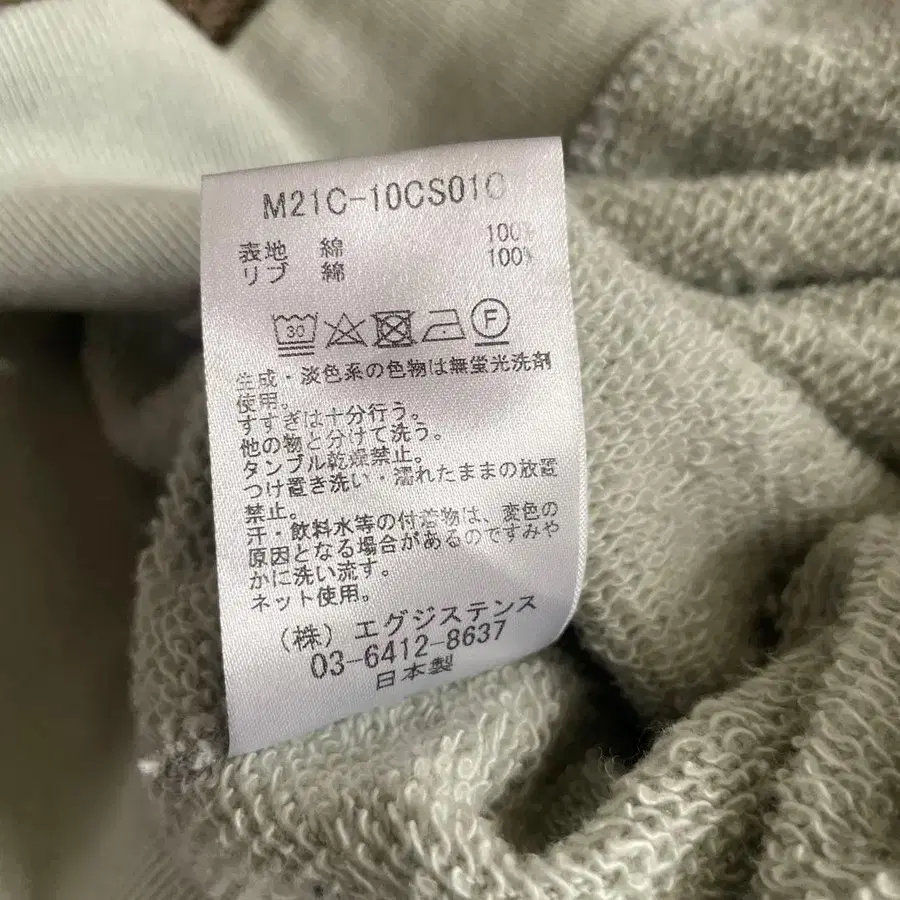 M21C-10CS01C
表地 綿 100%
リブ 綿 100%
30 F
生成・淡色系の色物は無蛍光洗剤
使用。
すすぎは十分行う。
他の物と分けて洗う。
タンブル乾燥禁止。
つけ置き洗い・濡れたままの放置
禁止。
汗・飲料水等の付着物は、変色の
原因となる場合があるのですみや
かに洗い流す。
ネット使用。
(株) エグジステンス
03-6412-8637
日本製